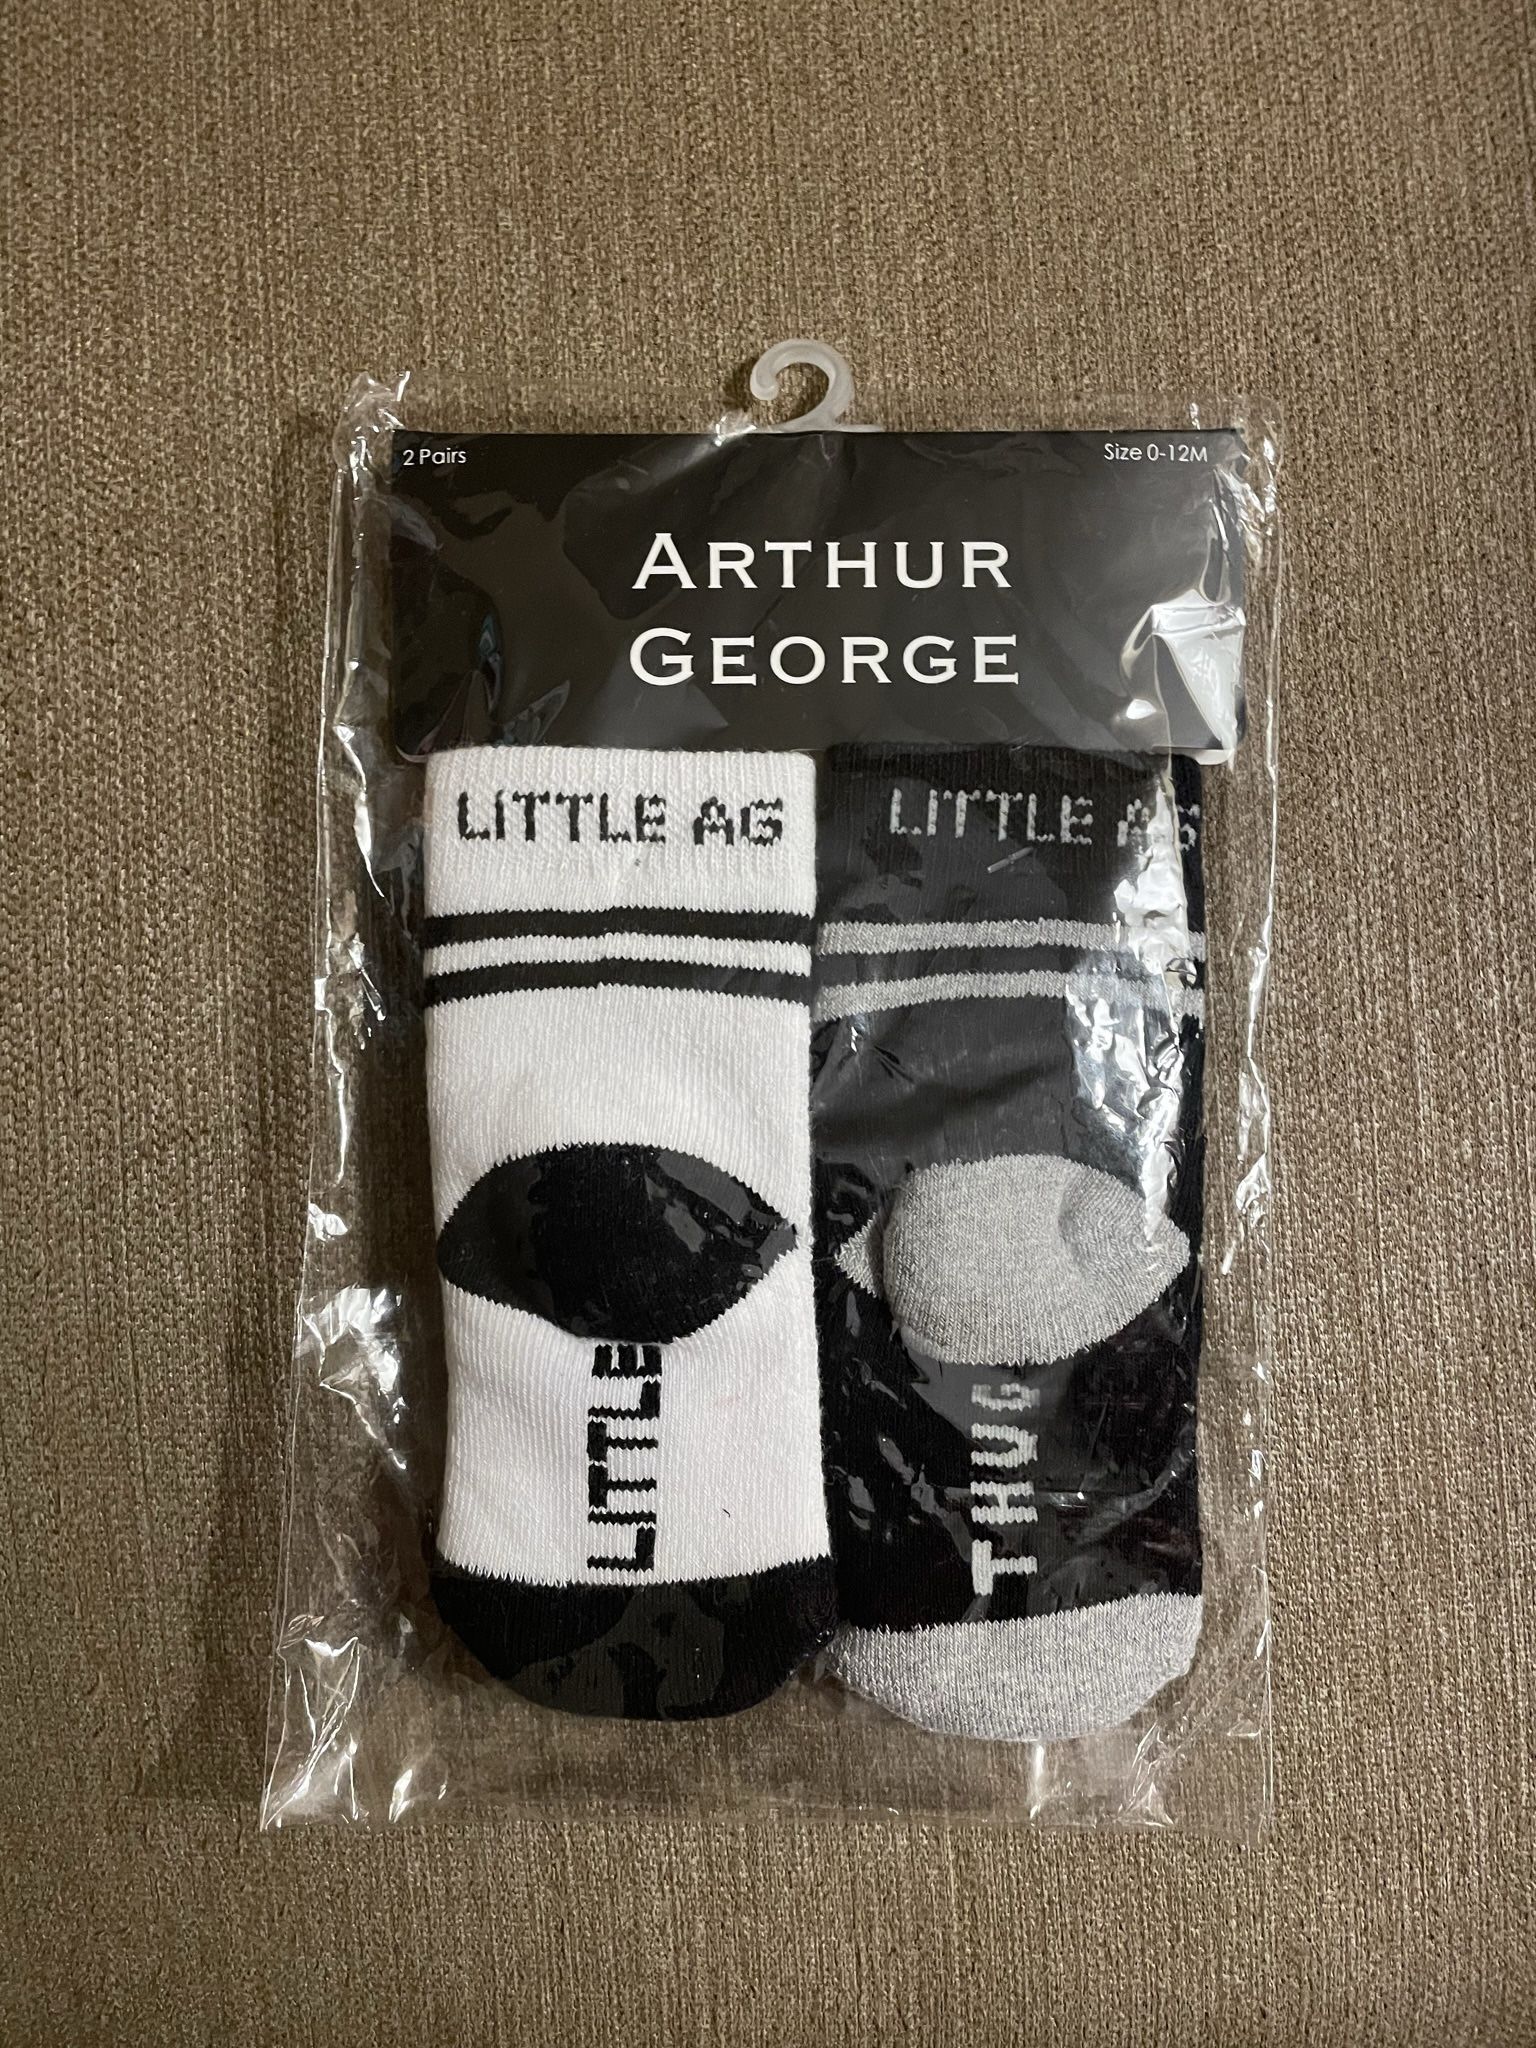 2 Pairs
Size 0-12M
ARTHUR
GEORGE
LITTLE AG
LITTLE AG
LITTLE
THUG